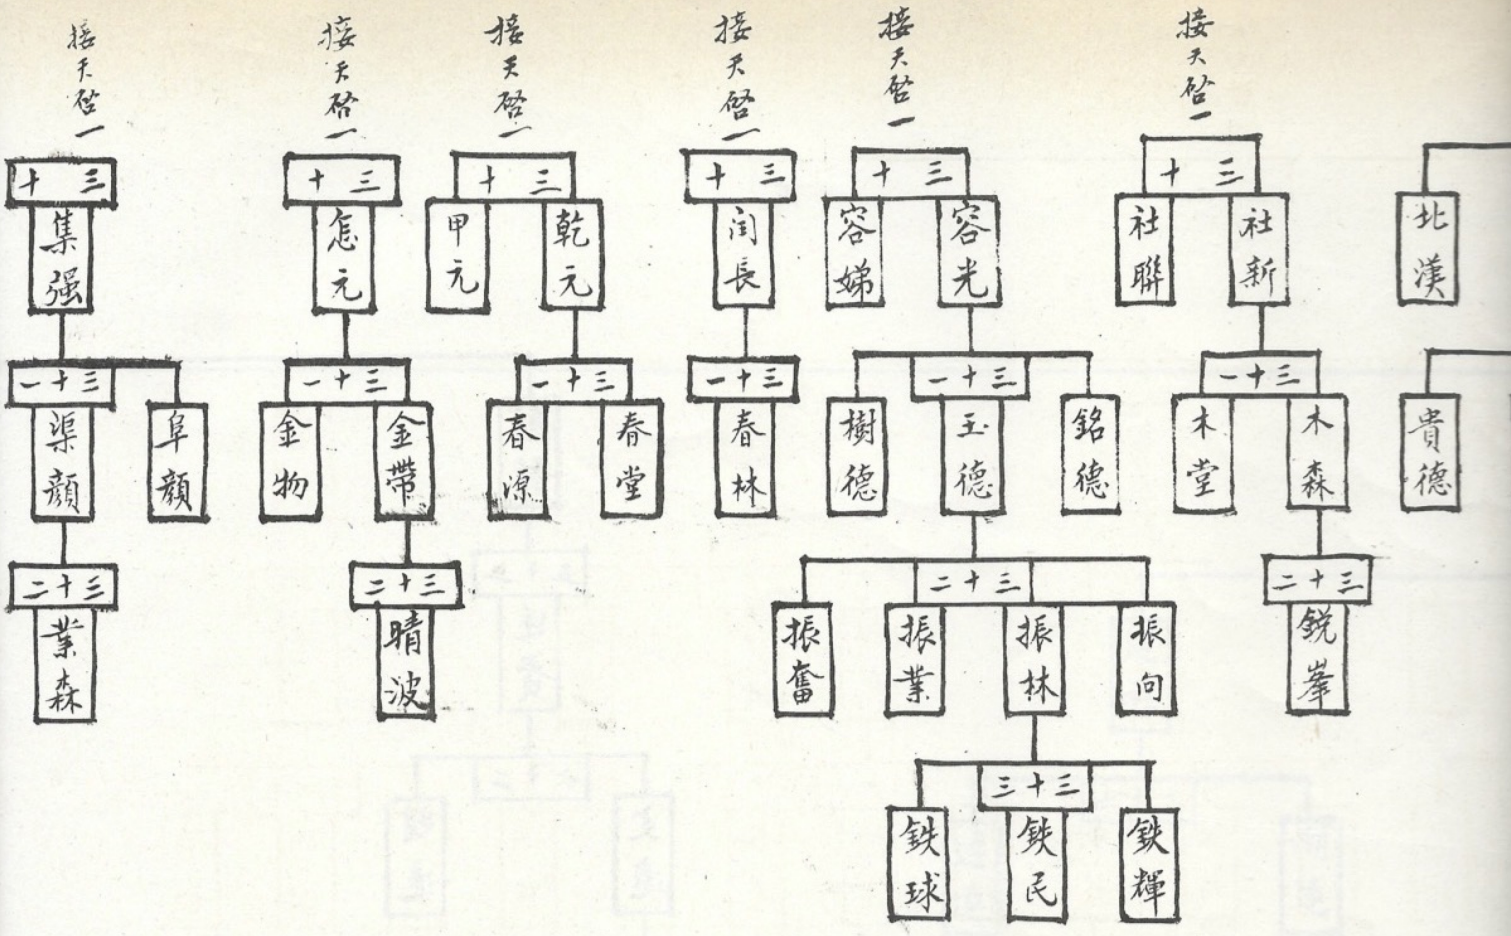 接天啓一
接天啓一
接天啓一
接天啓一
接天啓一
接天啓一
三十
三十
三十
三十
三十
三十
北漢
社新
社聯
容光
容娣
閏長
乾元
甲元
怎元
集强
三十一
三十一
三十一
三十一
三十一
三十一
貴德
木森
木堂
銘德
玉德
樹德
春林
春堂
春源
金帶
金物
阜顔
渠顔
三十二
三十二
三十二
三十二
鋭峯
振向
振林
振業
振奮
晴波
業森
三十三
鉄輝
鉄民
鉄球